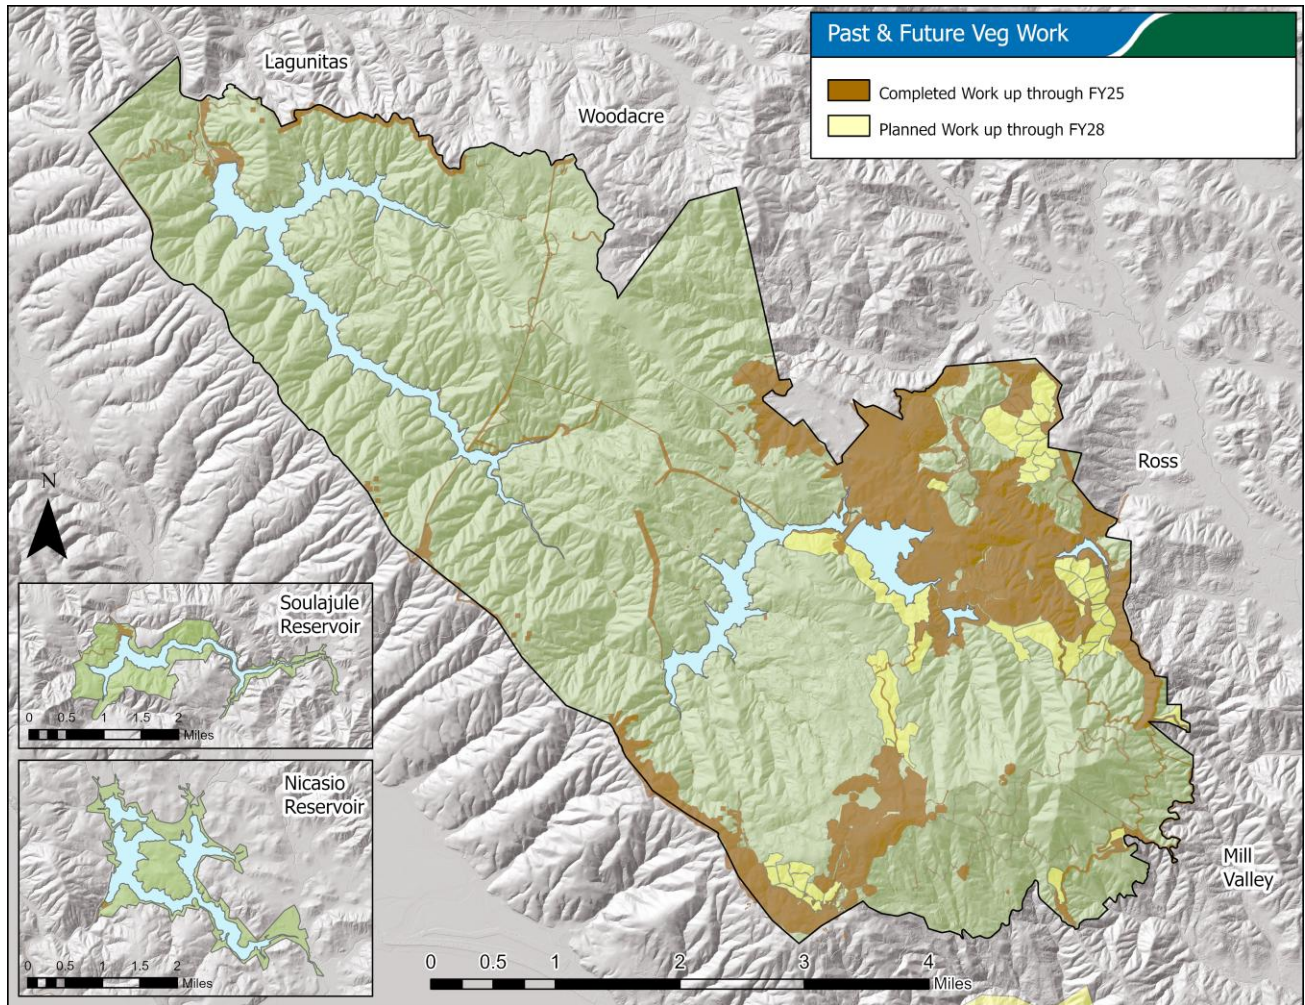 Past & Future Veg Work
Completed Work up through FY25
Planned Work up through FY28
Lagunitas
Woodacre
Ross
Mill
Valley
N
Soulajule
Reservoir
0 0.5 1 1.5 2
Miles
Nicasio
Reservoir
0 0.5 1 1.5 2
Miles
0 0.5 1 2 3 4
Miles